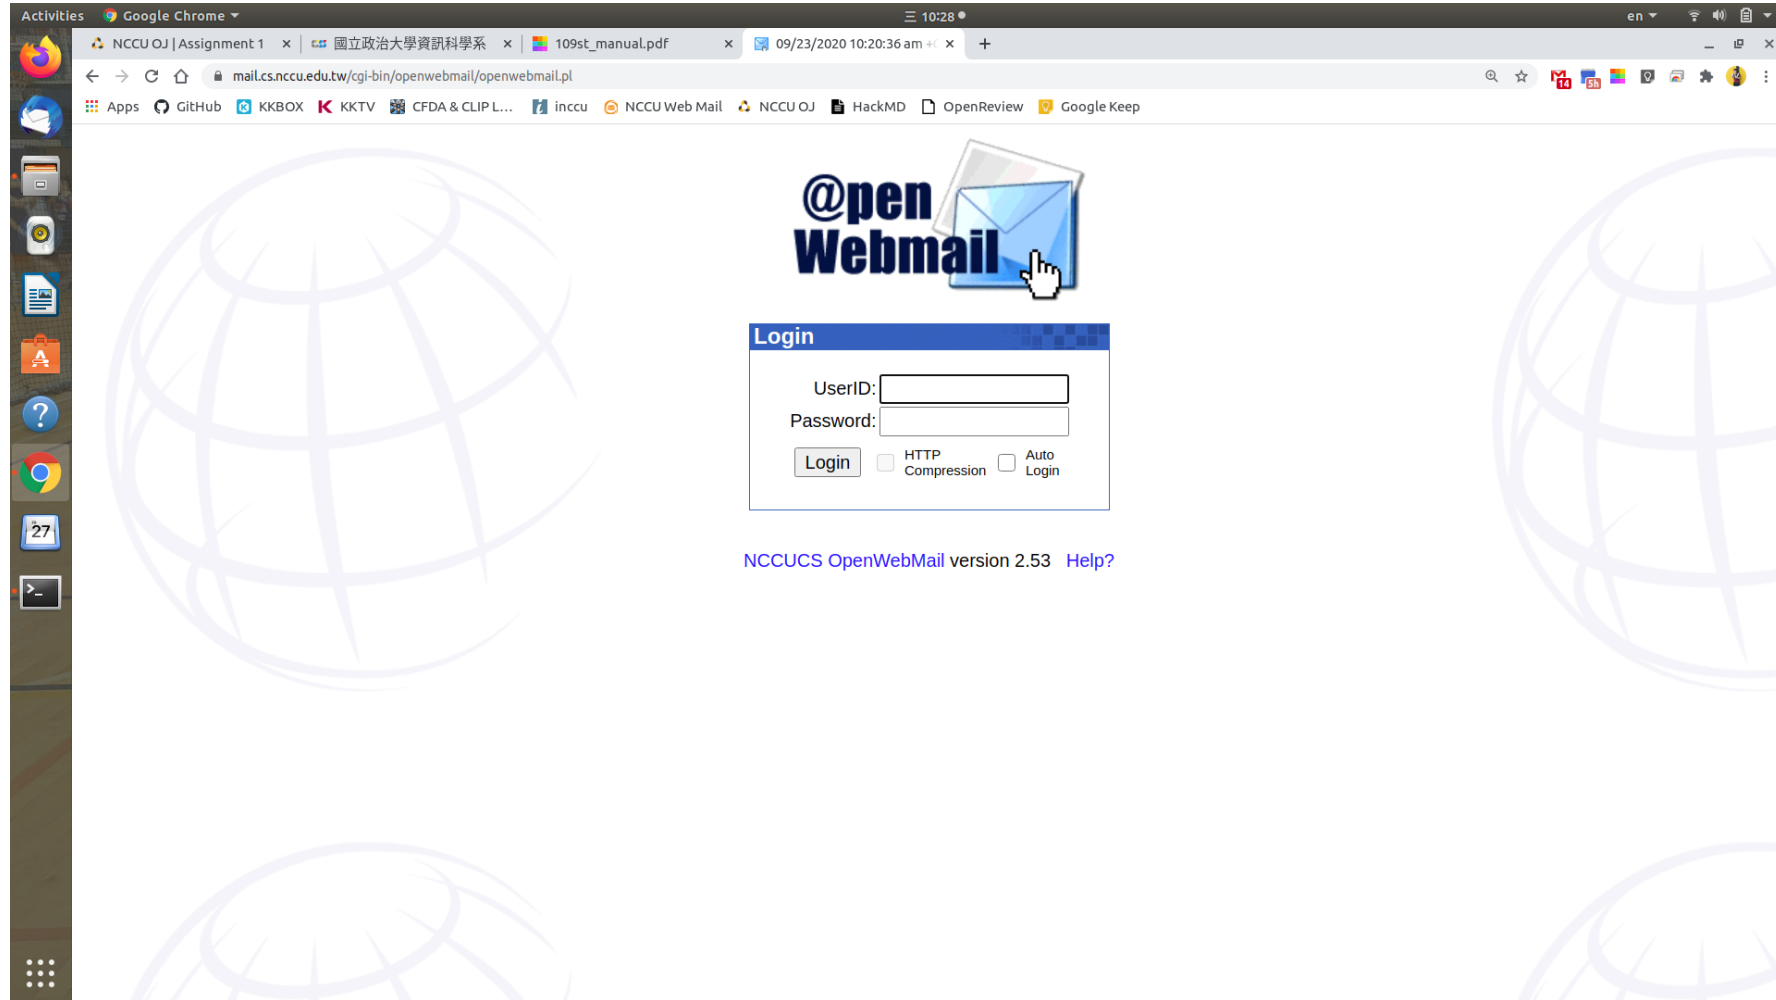 Activities Google Chrome 三 10:28 en
NCCU OJ | Assignment 1 國立政治大學資訊科學系 109st_manual.pdf 09/23/2020 10:20:36 am
mail.cs.nccu.edu.tw/cgi-bin/openwebmail/openwebmail.pl 14 5h
Apps GitHub KKBOX KKTV CFDA & CLIP L... inccu NCCU Web Mail NCCU OJ HackMD OpenReview Google Keep
@pen
Webmail
Login
UserID:
Password:
Login HTTP Compression Auto Login
27
NCCUCS OpenWebMail version 2.53 Help?